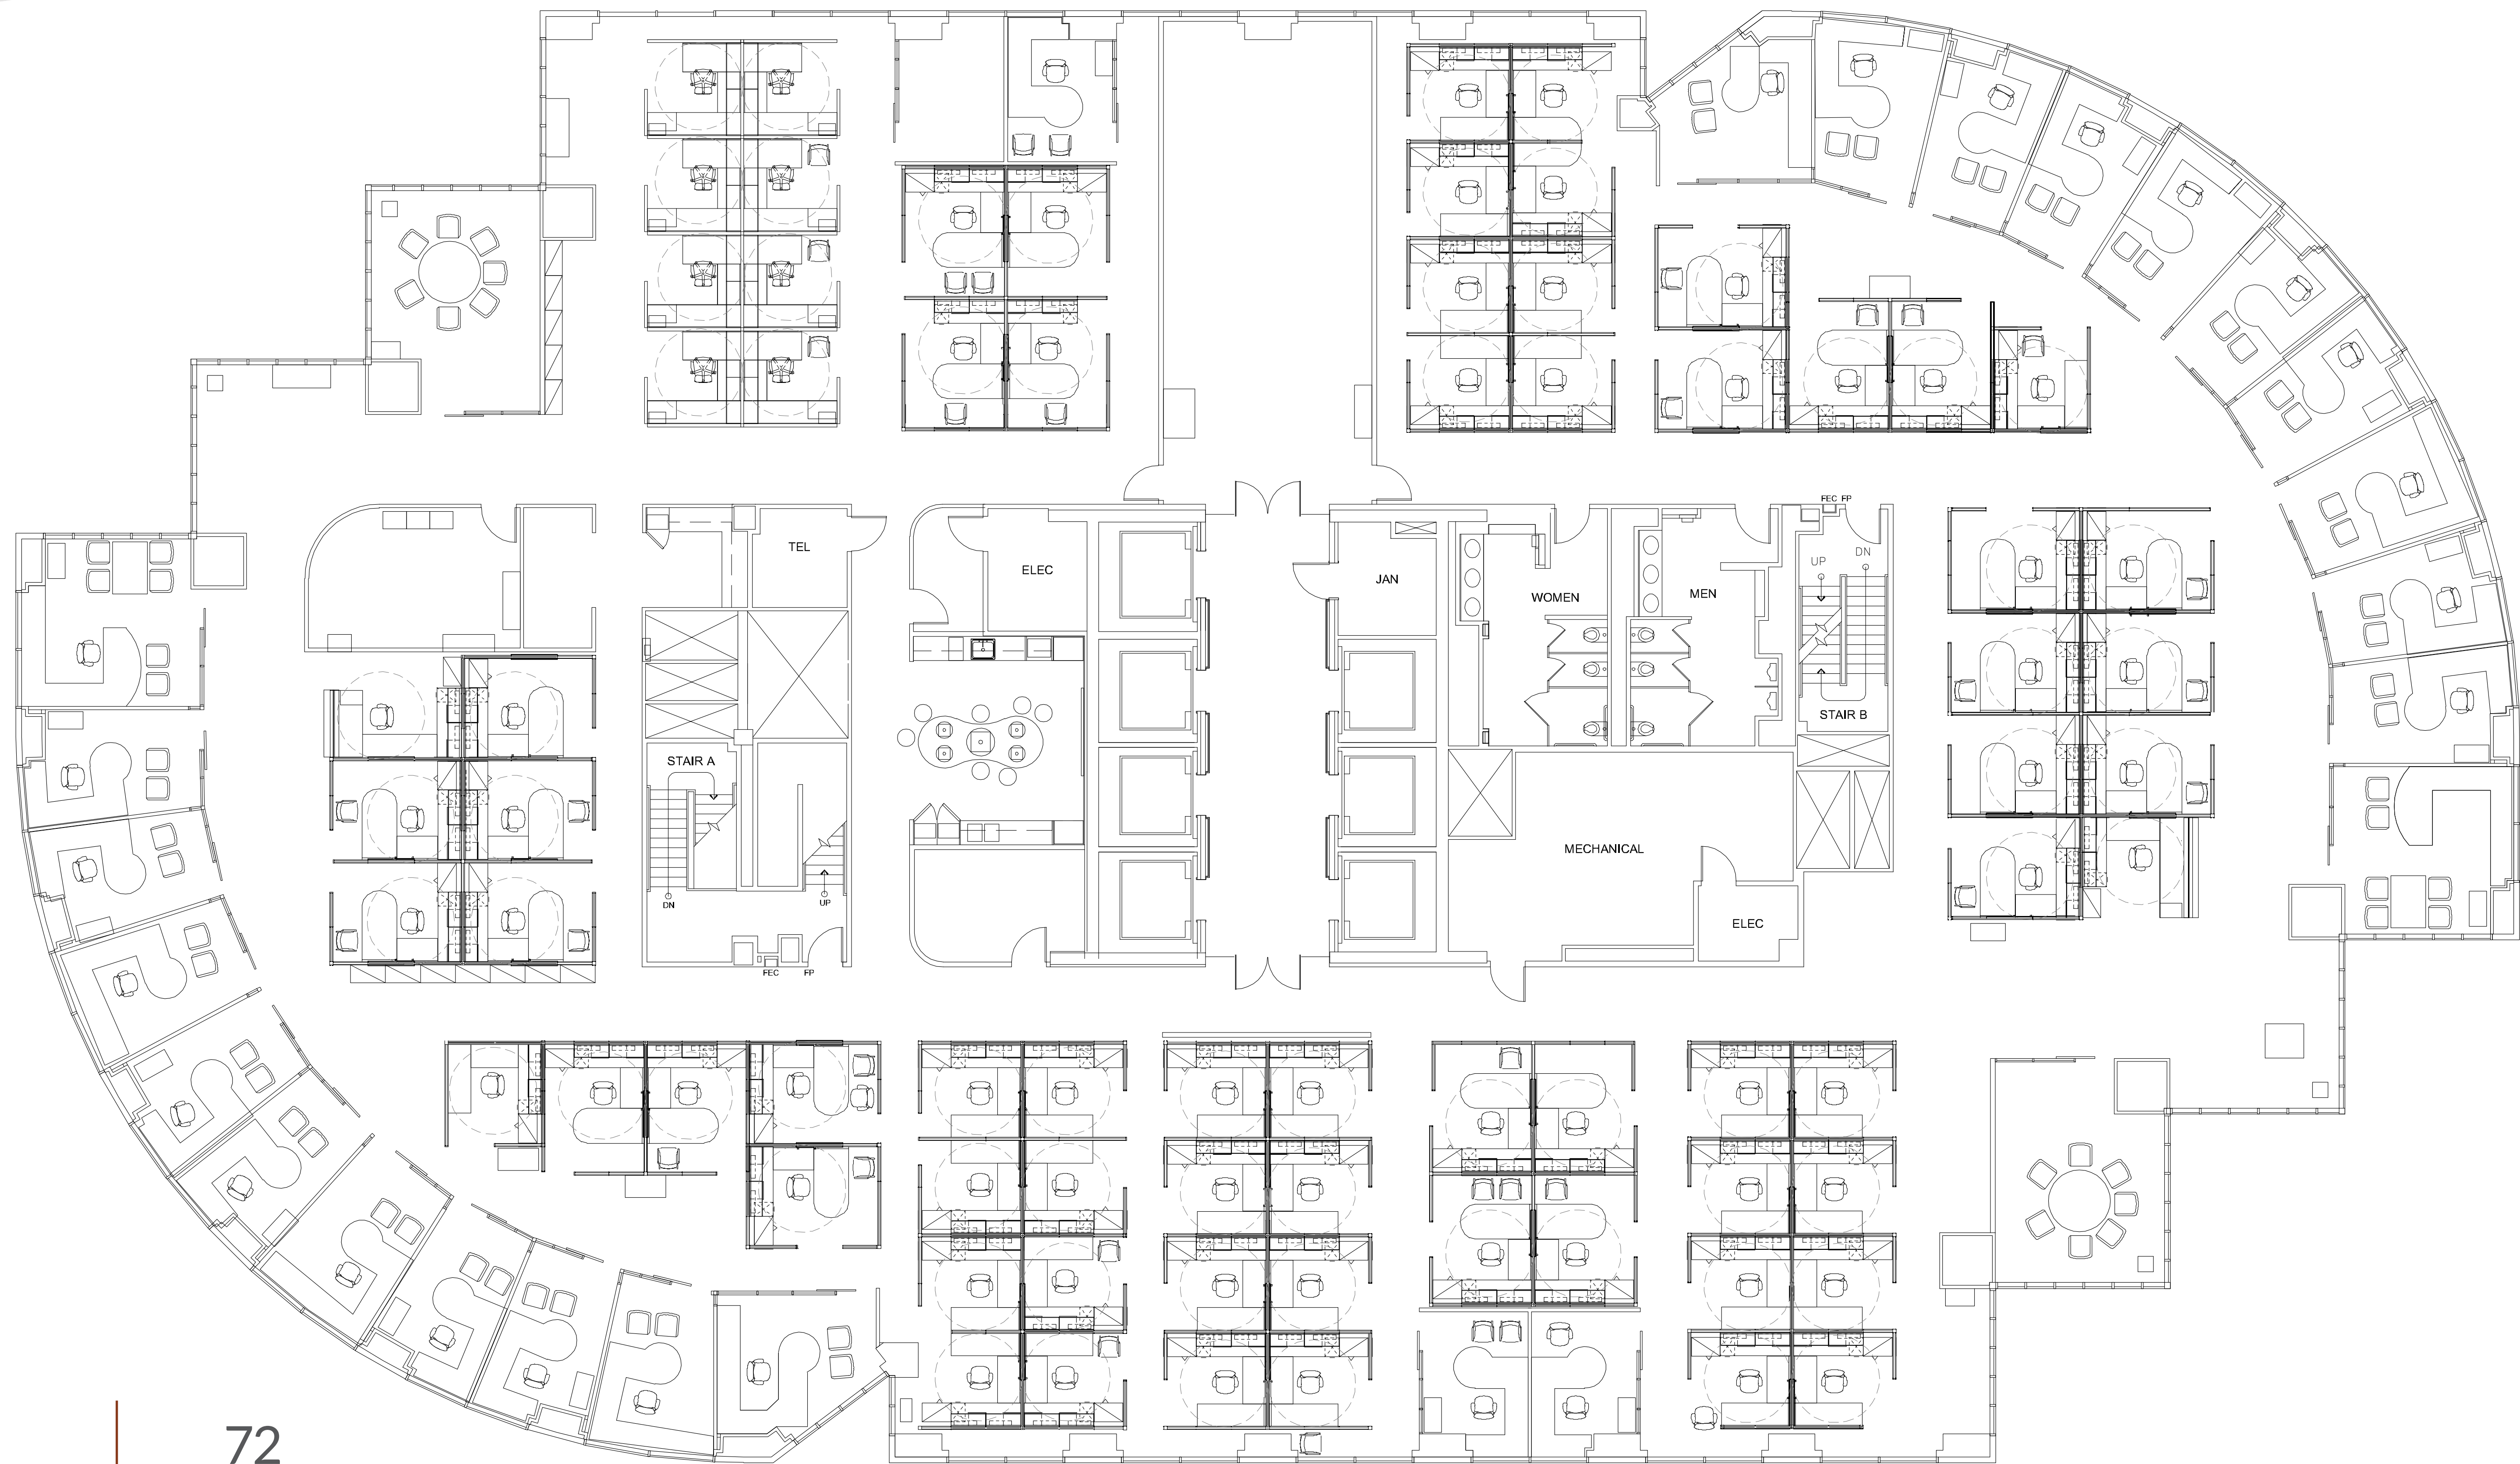 FEC FP
TEL
ELEC
JAN
WOMEN
MEN
UP
DN
STAIR B
STAIR A
MECHANICAL
DN
UP
ELEC
FEC
FP
72